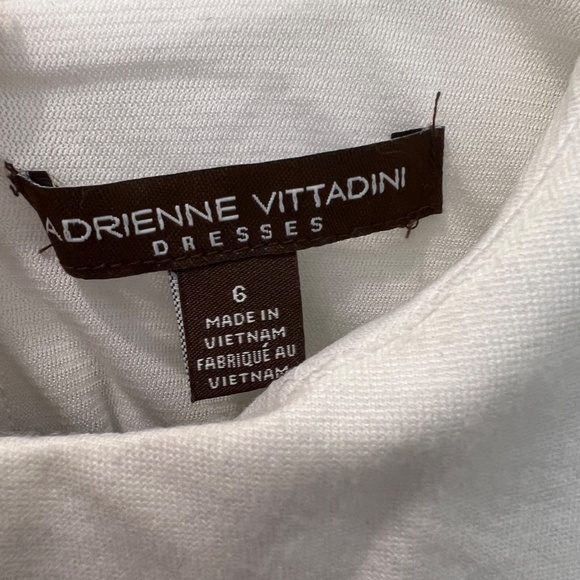 ADRIENNE VITTADINI
DRESSES
6
MADE IN
VIETNAM
FABRIQUÉ AU
VIETNAM